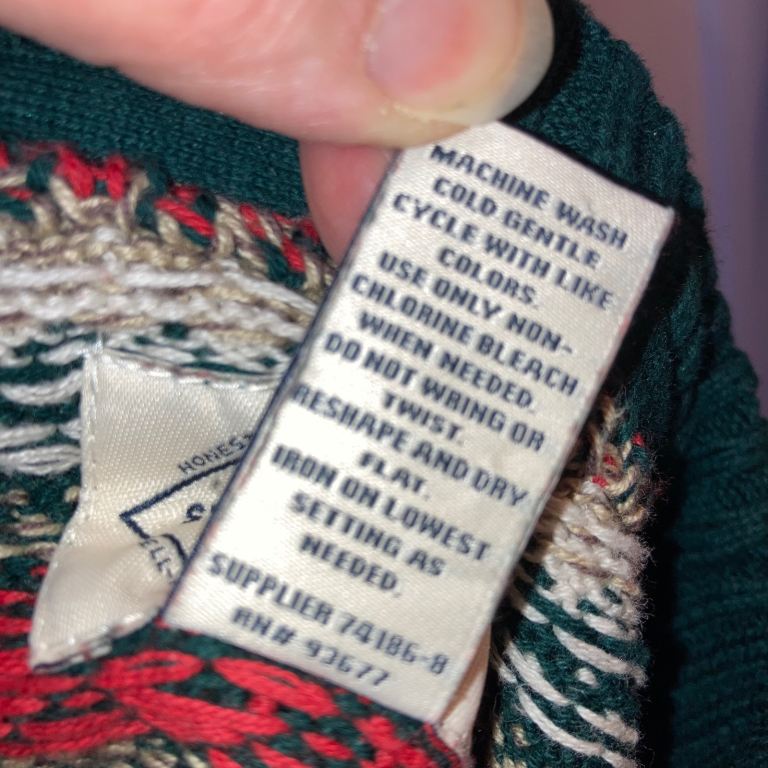 MACHINE WASH
COLD GENTLE
CYCLE WITH LIKE
COLORS.
USE ONLY NON-
CHLORINE BLEACH
WHEN NEEDED.
DO NOT WRING OR
TWIST.
RESHAPE AND DRY
FLAT.
IRON ON LOWEST
SETTING AS
NEEDED.
SUPPLIER 74186-8
RN# 93677